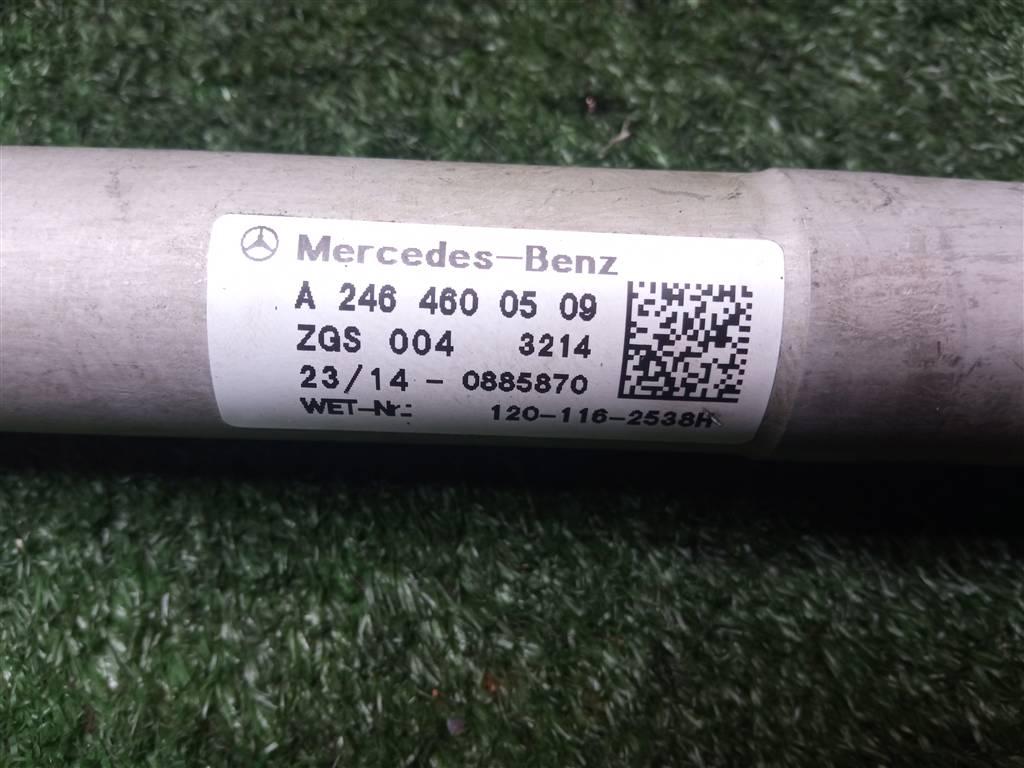 Mercedes-Benz
A 246 460 05 09
ZGS 004 3214
23/14 - 0885870
WET-Nr.: 120-116-2538H